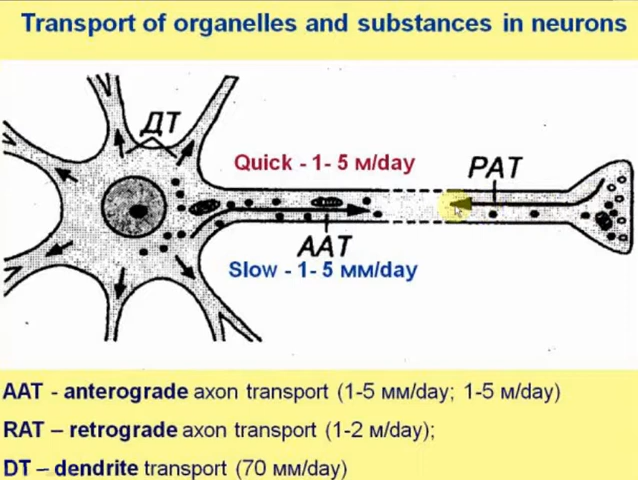 Transport of organelles and substances in neurons
ДТ
Quick - 1- 5 м/day
РАТ
ААТ
Slow - 1- 5 мм/day
AAT - anterograde axon transport (1-5 мм/day; 1-5 м/day)
RAT – retrograde axon transport (1-2 м/day);
DT – dendrite transport (70 мм/day)